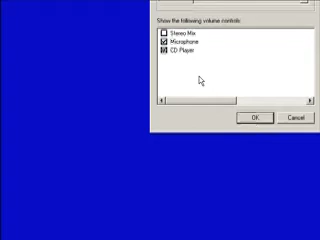 Show the following volume controls:
Stereo Mix
Microphone
CD Player
OK
Cancel